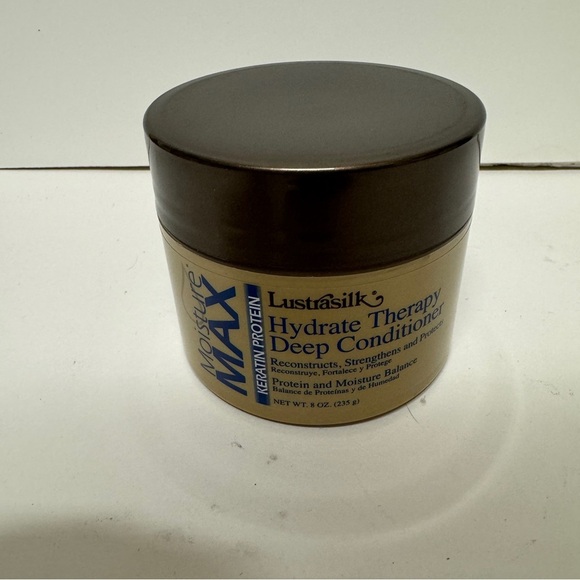 Moisture
MAX
KERATIN PROTEIN
Lustrasilk
Hydrate Therapy
Deep Conditioner
Reconstructs, Strengthens and Protects
Reconstruye, Fortalece y Protege
Protein and Moisture Balance
Balance de Proteínas y de Humedad
NET WT. 8 OZ. (235 g)